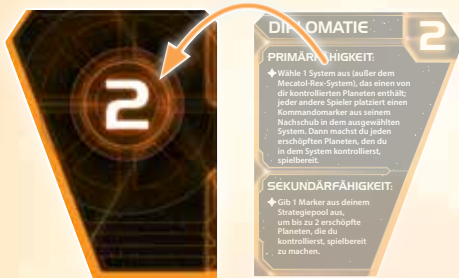 2
DIPLOMATIE
2
PRIMÄRFÄHIGKEIT:
Wähle 1 System aus (außer dem
Mecatol-Rex-System), das einen von
dir kontrollierten Planeten enthält;
jeder andere Spieler platziert einen
Kommandomarker aus seinem
Nachschub in dem ausgewählten
System. Dann machst du jeden
erschöpften Planeten, den du
in dem System kontrollierst,
spielbereit.
SEKUNDÄRFÄHIGKEIT:
Gib 1 Marker aus deinem
Strategiepool aus,
um bis zu 2 erschöpfte
Planeten, die du
kontrollierst, spielbereit
zu machen.